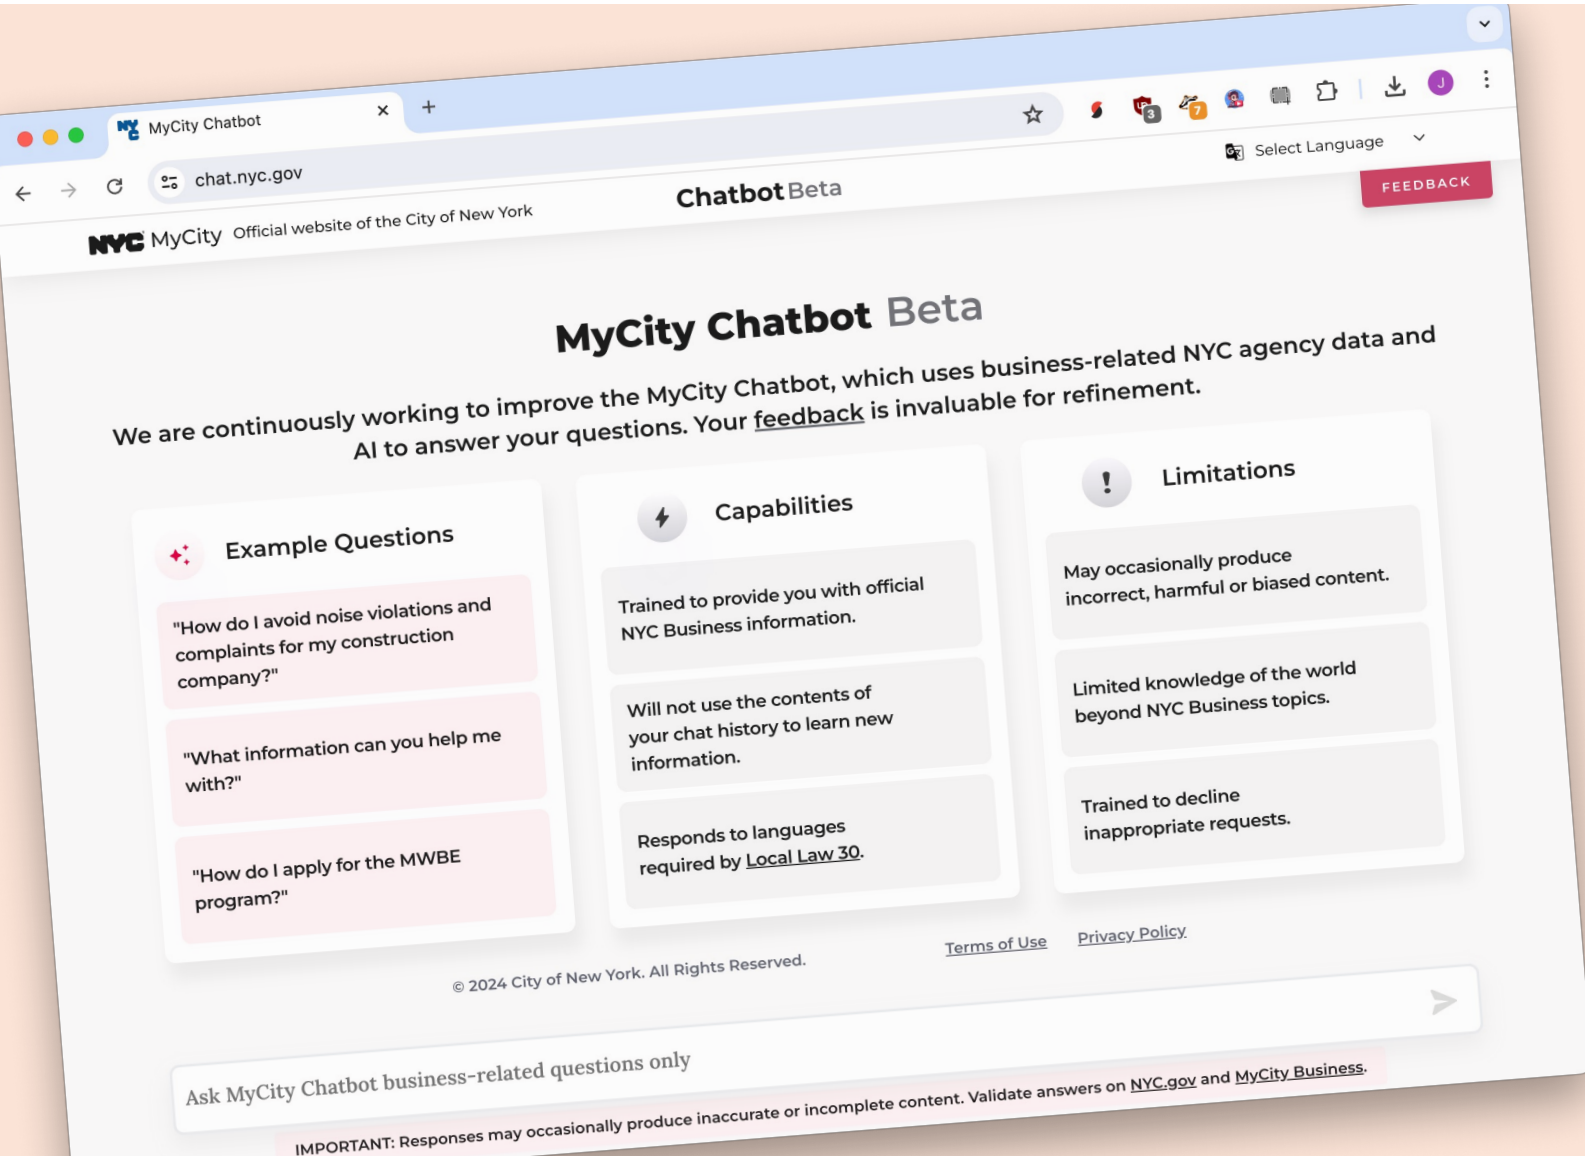 MyCity Chatbot
chat.nyc.gov
Select Language
NYC MyCity Official website of the City of New York
Chatbot Beta
FEEDBACK
MyCity Chatbot Beta
We are continuously working to improve the MyCity Chatbot, which uses business-related NYC agency data and
AI to answer your questions. Your feedback is invaluable for refinement.
Example Questions
"How do I avoid noise violations and
complaints for my construction
company?"
"What information can you help me
with?"
"How do I apply for the MWBE
program?"
Capabilities
Trained to provide you with official
NYC Business information.
Will not use the contents of
your chat history to learn new
information.
Responds to languages
required by Local Law 30.
Limitations
May occasionally produce
incorrect, harmful or biased content.
Limited knowledge of the world
beyond NYC Business topics.
Trained to decline
inappropriate requests.
© 2024 City of New York. All Rights Reserved.
Terms of Use
Privacy Policy
Ask MyCity Chatbot business-related questions only
IMPORTANT: Responses may occasionally produce inaccurate or incomplete content. Validate answers on NYC.gov and MyCity Business.
NYC
3
7
J